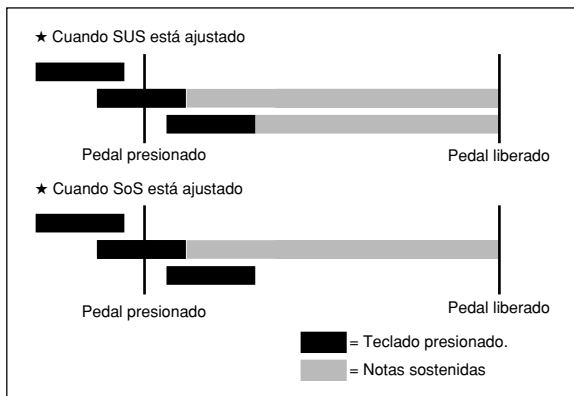 ★ Cuando SUS está ajustado
Pedal presionado
Pedal liberado
★ Cuando SoS está ajustado
Pedal presionado
Pedal liberado
= Teclado presionado.
= Notas sostenidas